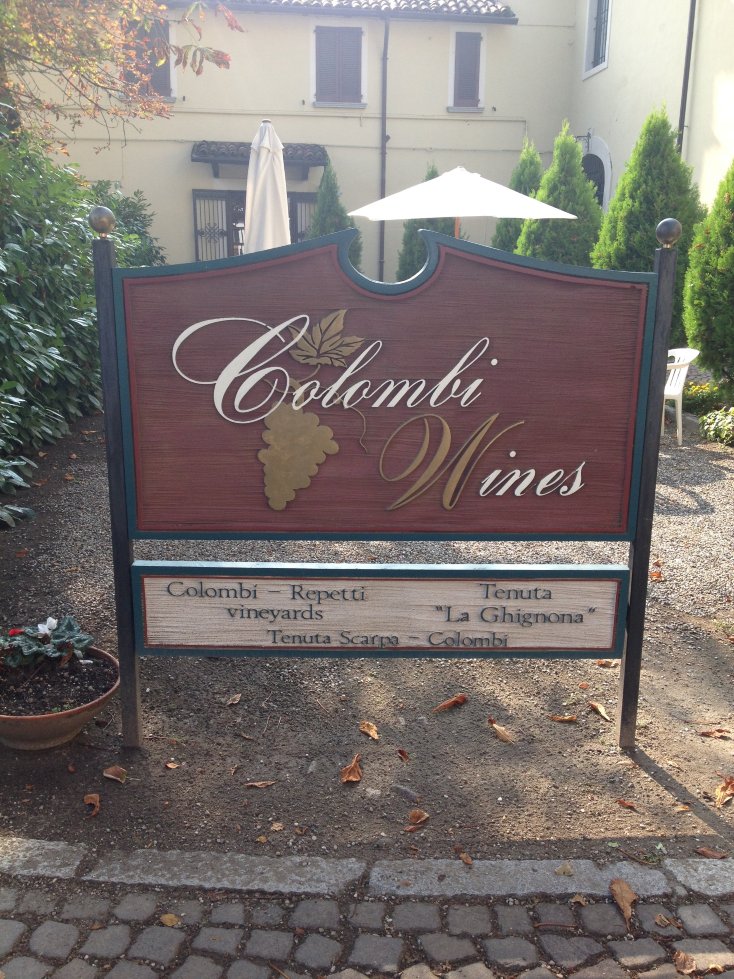 Colombi
Wines
Colombi – Repetti
vineyards
Tenuta
"La Ghignona"
Tenuta Scarpa – Colombi